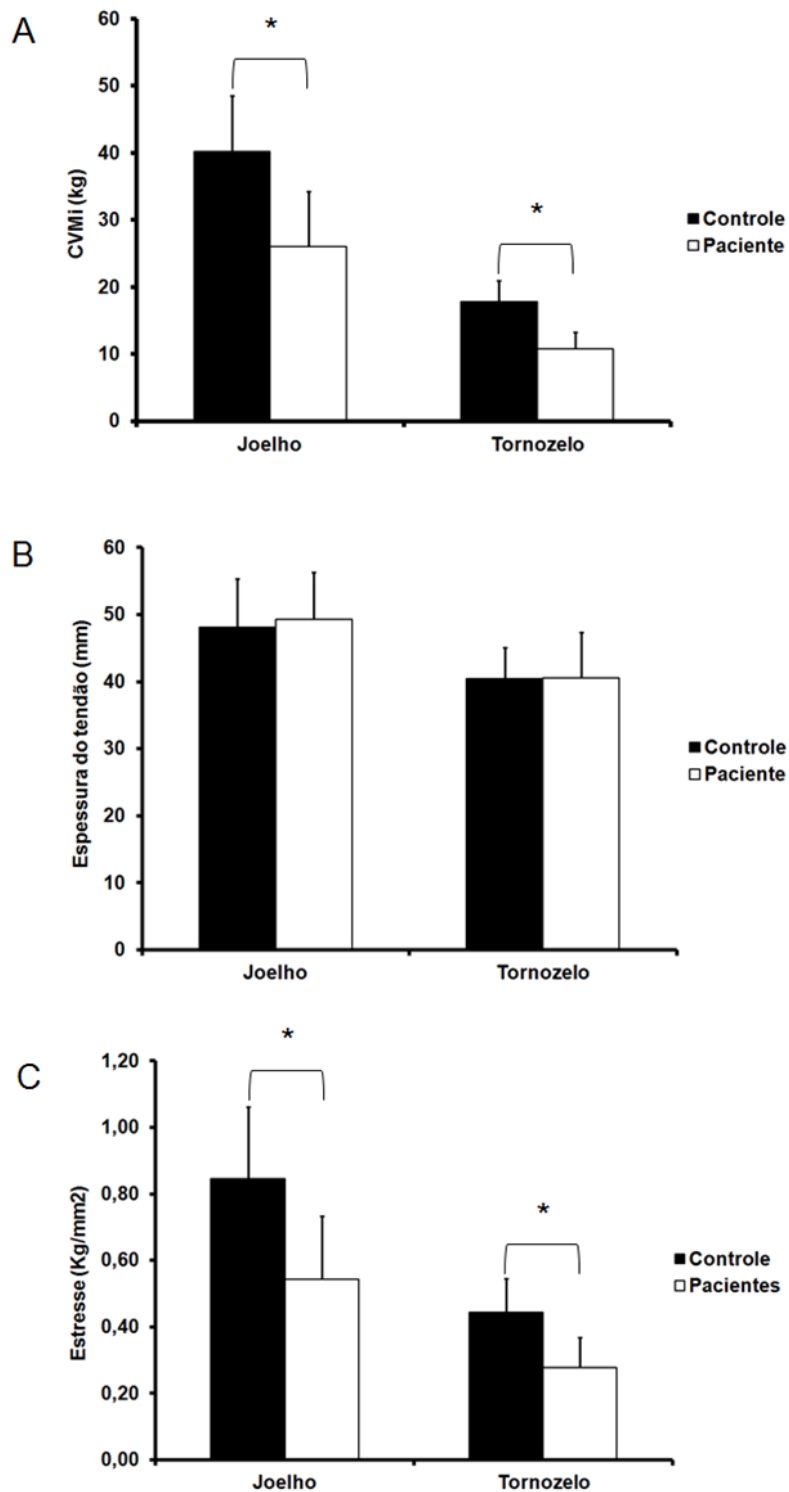 A
60
50
40
30
20
10
0
CVMi (kg)
*
*
Joelho
Tornozelo
Controle
Paciente
B
60
50
40
30
20
10
0
Espessura do tendão (mm)
Joelho
Tornozelo
Controle
Paciente
C
1,20
1,00
0,80
0,60
0,40
0,20
0,00
Estresse (Kg/mm2)
*
*
Joelho
Tornozelo
Controle
Pacientes